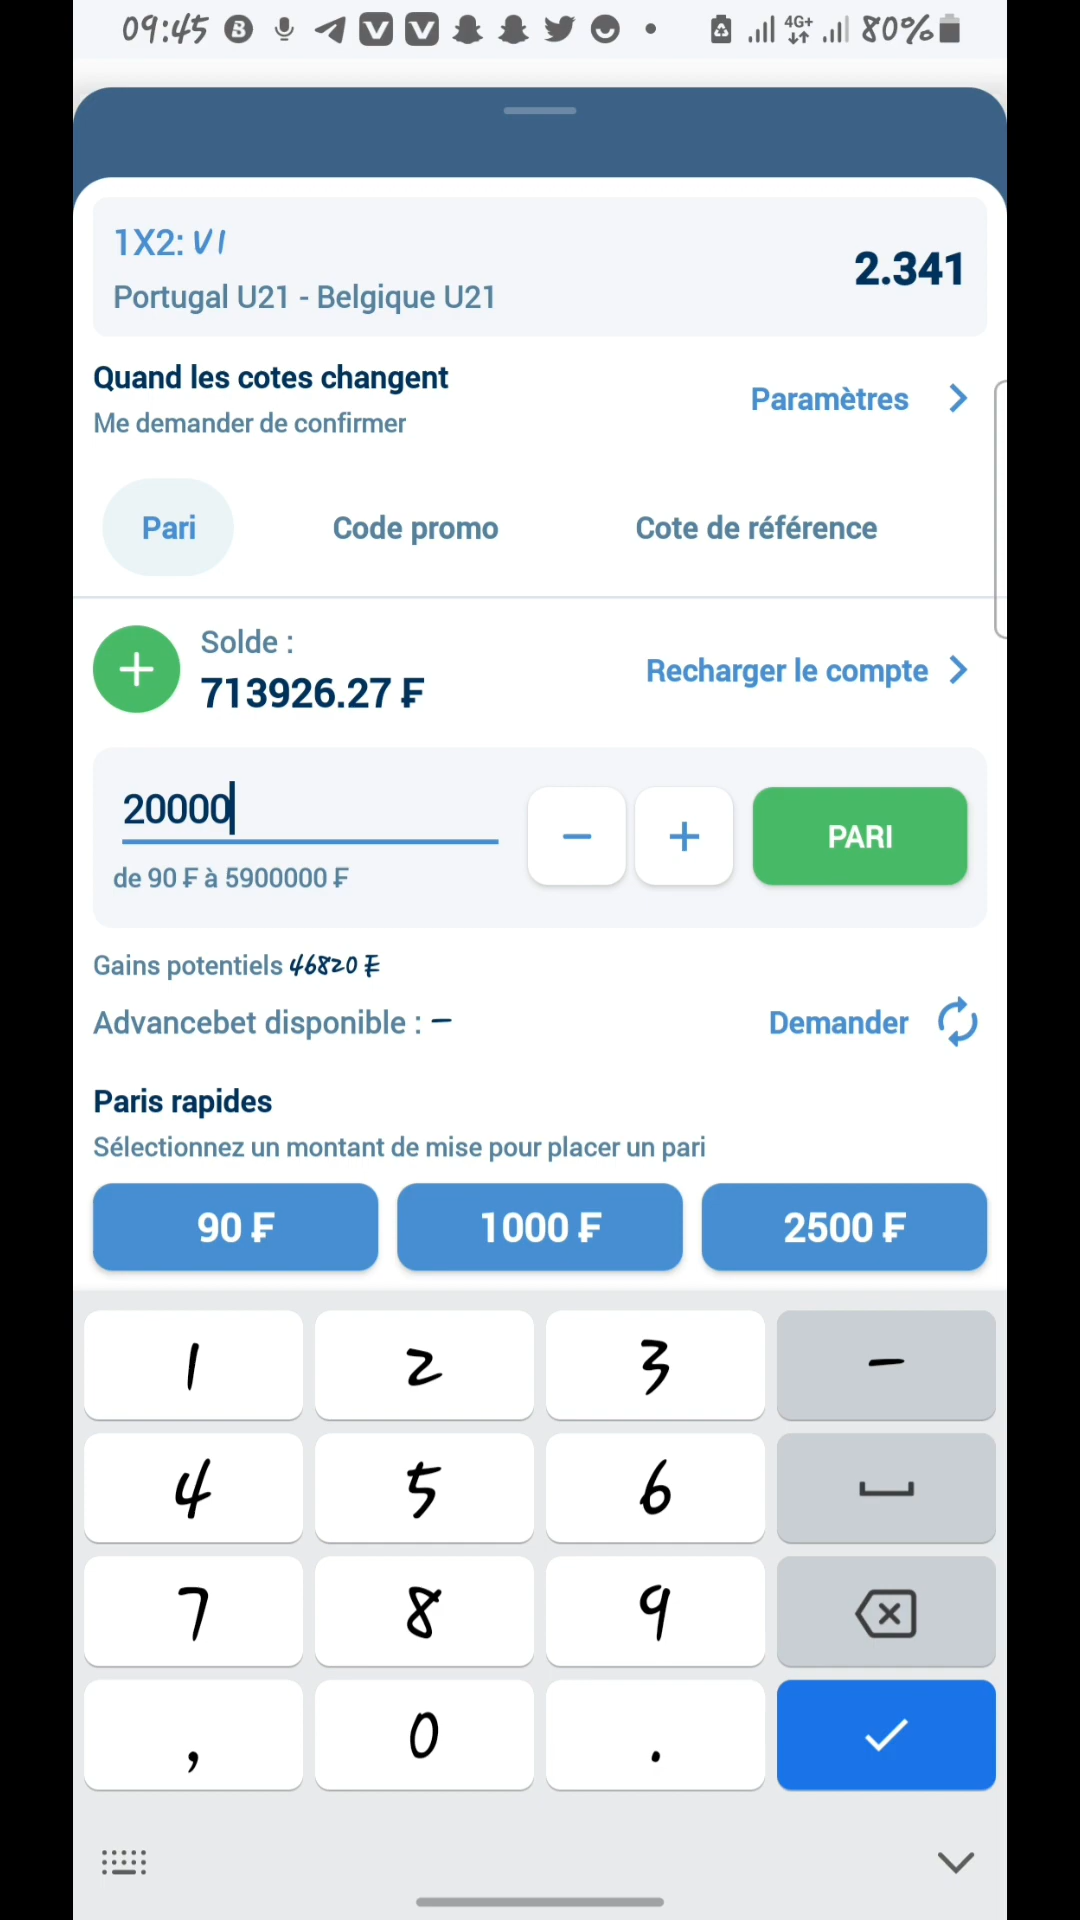 09:45 4G+ 80%
1X2: V1
Portugal U21 - Belgique U21
2.341
Quand les cotes changent
Me demander de confirmer
Paramètres
Pari Code promo Cote de référence
Solde :
713926.27 ₣
Recharger le compte
20000
− + PARI
de 90 ₣ à 5900000 ₣
Gains potentiels 46820 ₣
Advancebet disponible : – Demander
Paris rapides
Sélectionnez un montant de mise pour placer un pari
90 ₣ 1000 ₣ 2500 ₣
1 2 3 –
4 5 6
7 8 9
, 0 .